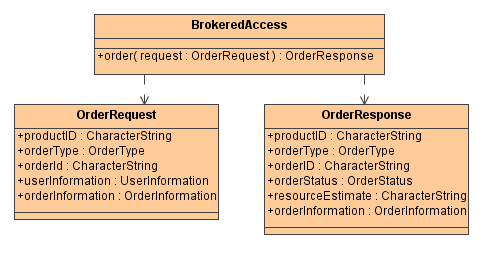 BrokeredAccess
+order( request : OrderRequest ) : OrderResponse
OrderRequest
+productID : CharacterString
+orderType : OrderType
+orderId : CharacterString
+userInformation : UserInformation
+orderInformation : OrderInformation
OrderResponse
+productID : CharacterString
+orderType : OrderType
+orderID : CharacterString
+orderStatus : OrderStatus
+resourceEstimate : CharacterString
+orderInformation : OrderInformation